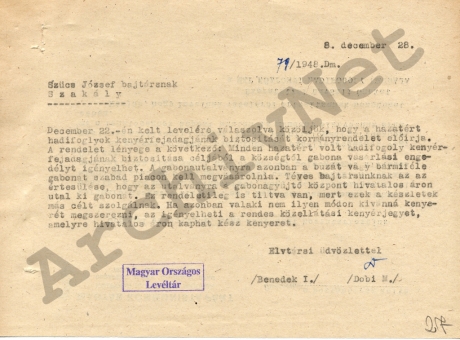 8. december 28.
79/1948.Dm.
Szücs József bajtársnak
Szakály
December 22.-én kelt levelére válaszolva közöljük, hogy a hazatért
hadifoglyok kenyérfejadagjának biztositását kormányrendelet előirja.
A rendelet lényege a következő: Minden hazatért volt hadifogoly kenyér-
fejadagjának biztositása céljából a községtől gabona vásárlási enge-
délyt igényelhet. A kiutalt azonban a buzát vagy bármiféle
gabonát szabad piacon kell megvásárolnia. Téves bajtársunknak az az
értesülése, hogy az gabonagyüjtő központ hivatalos áron
utal ki gabonát. Ez rendeletileg is tiltva van, mert ezek a készletek
más célt szolgálnak. Ha azonban valaki nem ilyen módon kivánná kenye-
rét megszerezni, az igényelheti a rendes közellátási kenyérjegyet,
amelyre hivatalos áron kaphat kész kenyeret.
Elvtársi üdvözlettel
/Benedek I./ /Dobi M./
Magyar Országos
Levéltár
257
ArchivNet